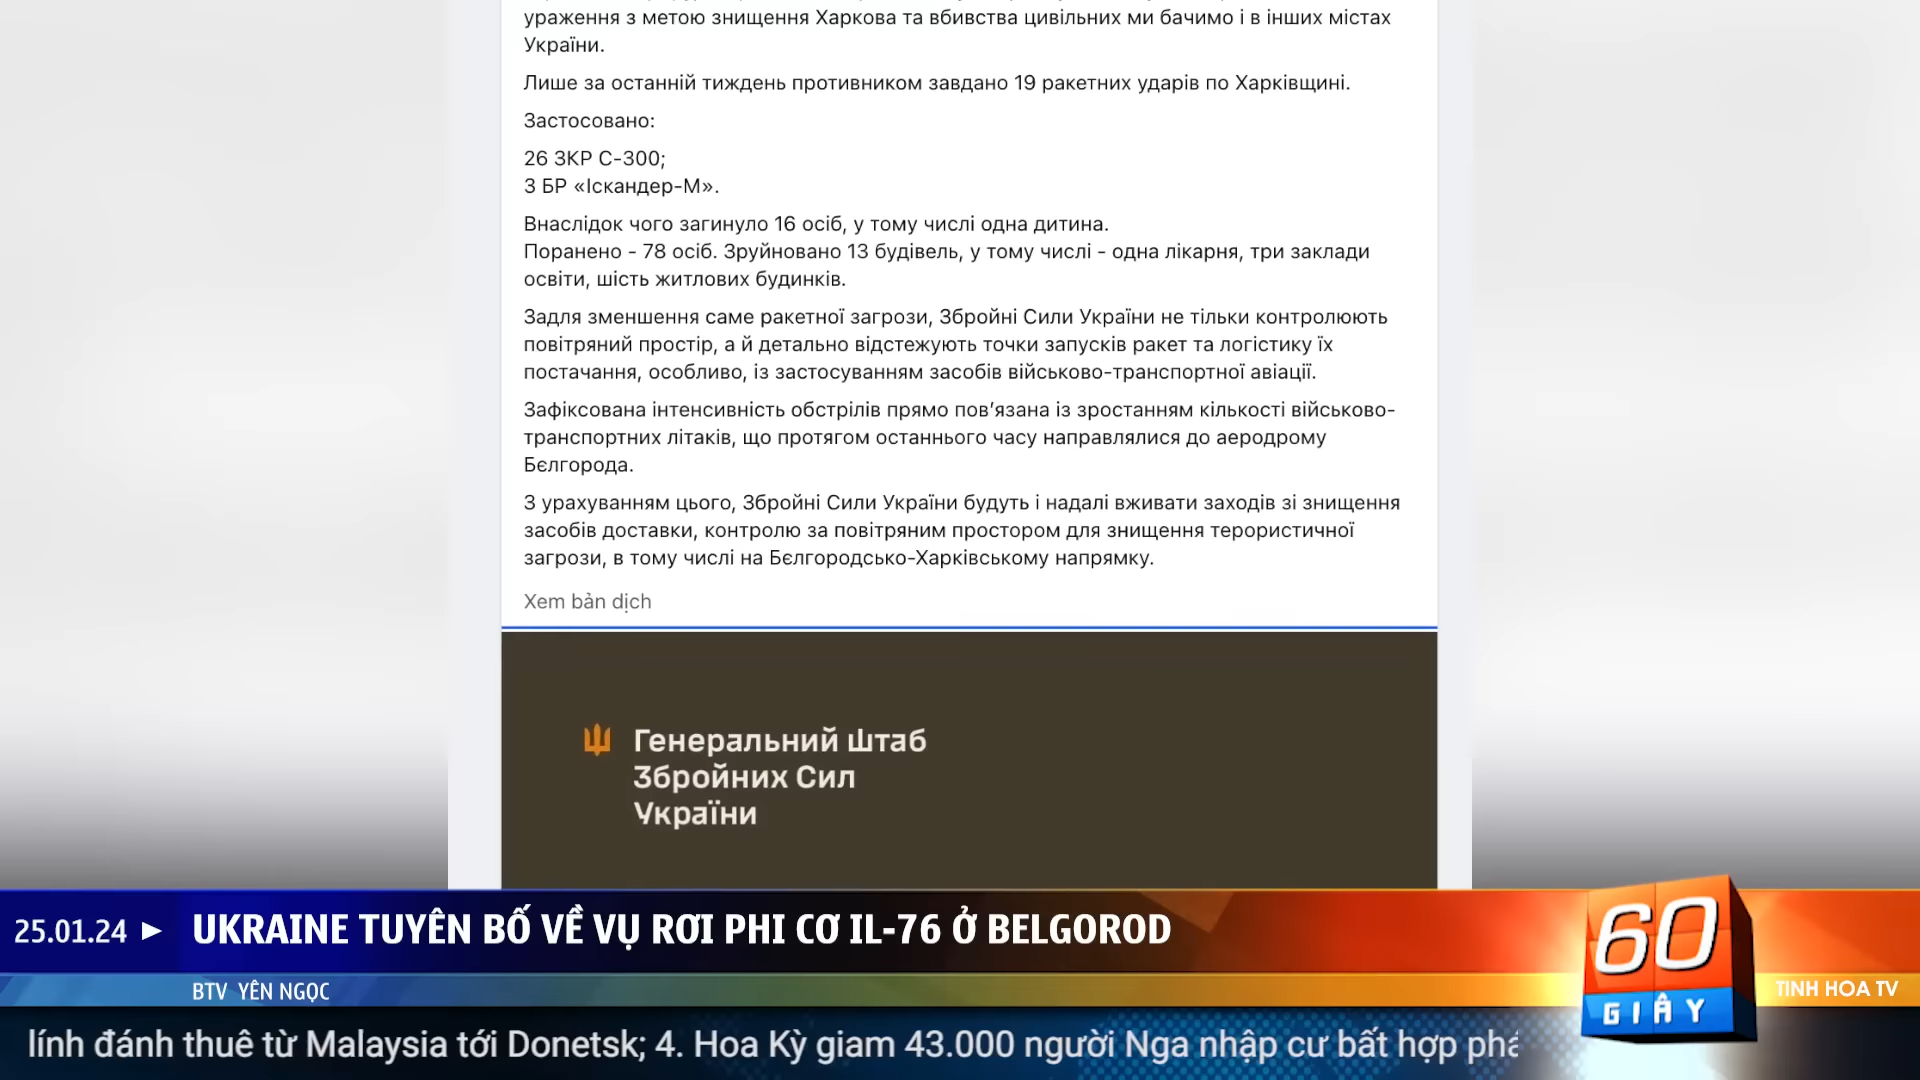 ураження з метою знищення Харкова та вбивства цивільних ми бачимо і в інших містах
України.
Лише за останній тиждень противником завдано 19 ракетних ударів по Харківщині.
Застосовано:
26 ЗКР С-300;
3 БР «Іскандер-М».
Внаслідок чого загинуло 16 осіб, у тому числі одна дитина.
Поранено - 78 осіб. Зруйновано 13 будівель, у тому числі - одна лікарня, три заклади
освіти, шість житлових будинків.
Задля зменшення саме ракетної загрози, Збройні Сили України не тільки контролюють
повітряний простір, а й детально відстежують точки запусків ракет та логістику їх
постачання, особливо, із застосуванням засобів військово-транспортної авіації.
Зафіксована інтенсивність обстрілів прямо пов’язана із зростанням кількості військово-
транспортних літаків, що протягом останнього часу направлялися до аеродрому
Бєлгорода.
З урахуванням цього, Збройні Сили України будуть і надалі вживати заходів зі знищення
засобів доставки, контролю за повітряним простором для знищення терористичної
загрози, в тому числі на Бєлгородсько-Харківському напрямку.
Xem bản dịch
Генеральний Штаб
Збройних Сил
України
25.01.24 ► UKRAINE TUYÊN BỐ VỀ VỤ RƠI PHI CƠ IL-76 Ở BELGOROD
BTV YÊN NGỌC
60
GIÂY
TINH HOA TV
lính đánh thuê từ Malaysia tới Donetsk; 4. Hoa Kỳ giam 43.000 người Nga nhập cư bất hợp